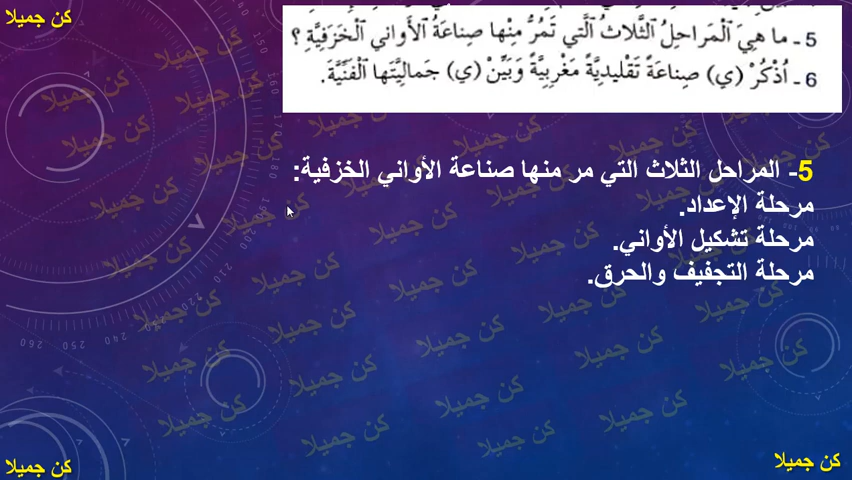 كن جميلا
5 ـ ما هِيَ ٱلْمَراحِلُ ٱلثَّلاثُ ٱلَّتي تَمُرُّ مِنْها صِناعَةُ ٱلأَواني ٱلْخَزَفِيَّةِ ؟
6 ـ اُذْكُرْ (ي) صِناعَةً تَقْليدِيَّةً مَغْرِبِيَّةً وَبَيِّنْ (ي) جَمالِيَّتَها ٱلْفَنِّيَّةَ.
5- المراحل الثلاث التي مر منها صناعة الأواني الخزفية:
مرحلة الإعداد.
مرحلة تشكيل الأواني.
مرحلة التجفيف والحرق.
كن جميلا
كن جميلا